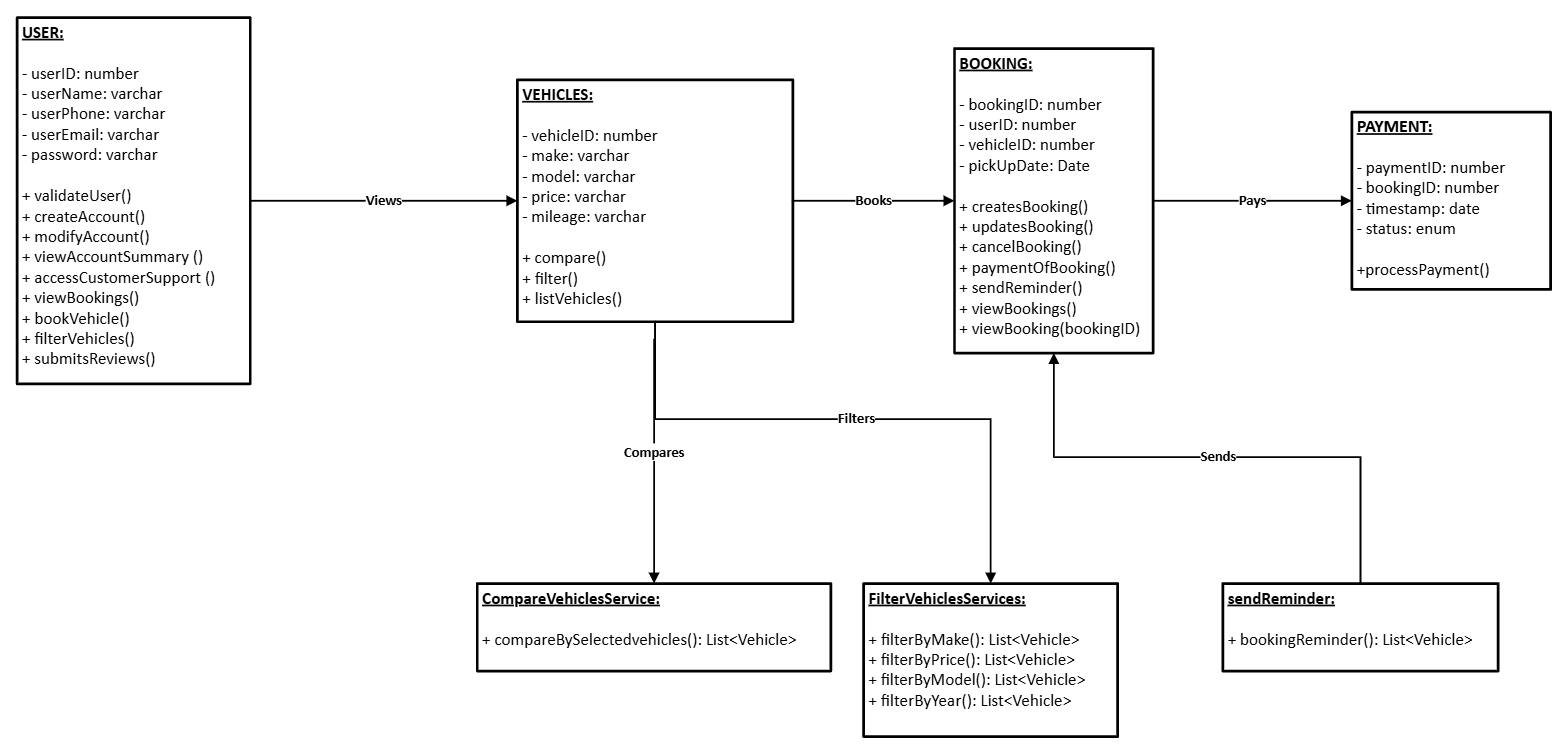 USER:
- userID: number
- userName: varchar
- userPhone: varchar
- userEmail: varchar
- password: varchar
+ validateUser()
+ createAccount()
+ modifyAccount()
+ viewAccountSummary ()
+ accessCustomerSupport ()
+ viewBookings()
+ bookVehicle()
+ filterVehicles()
+ submitsReviews()
Views
VEHICLES:
- vehicleID: number
- make: varchar
- model: varchar
- price: varchar
- mileage: varchar
+ compare()
+ filter()
+ listVehicles()
Books
BOOKING:
- bookingID: number
- userID: number
- vehicleID: number
- pickUpDate: Date
+ createsBooking()
+ updatesBooking()
+ cancelBooking()
+ paymentOfBooking()
+ sendReminder()
+ viewBookings()
+ viewBooking(bookingID)
Pays
PAYMENT:
- paymentID: number
- bookingID: number
- timestamp: date
- status: enum
+processPayment()
Filters
Compares
Sends
CompareVehiclesService:
+ compareBySelectedvehicles(): List<Vehicle>
FilterVehiclesServices:
+ filterByMake(): List<Vehicle>
+ filterByPrice(): List<Vehicle>
+ filterByModel(): List<Vehicle>
+ filterByYear(): List<Vehicle>
sendReminder:
+ bookingReminder(): List<Vehicle>